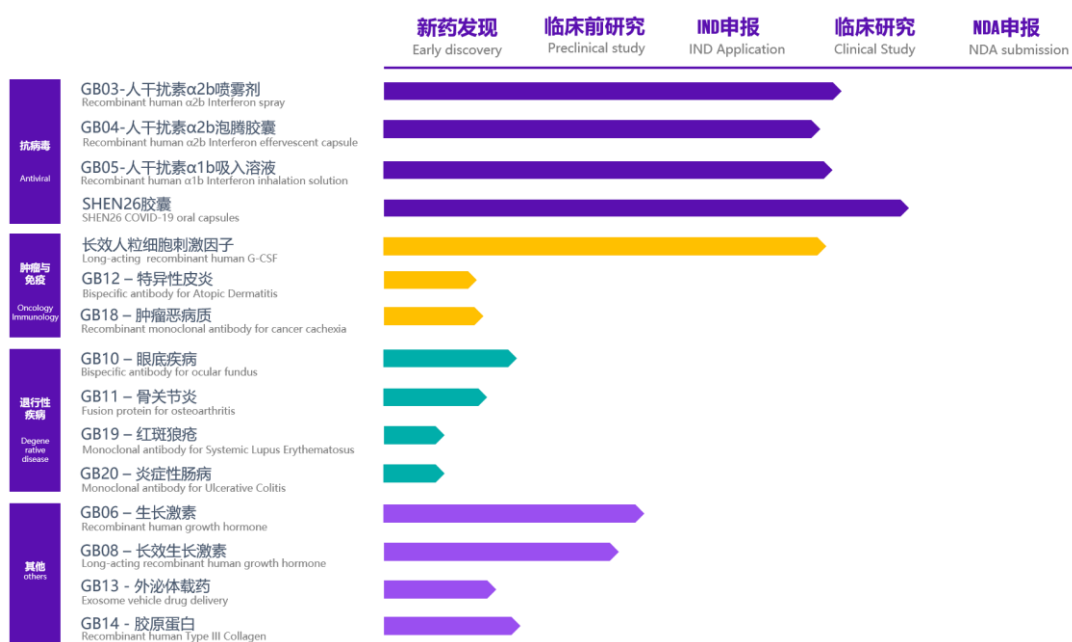 新药发现
Early discovery
临床前研究
Preclinical study
IND申报
IND Application
临床研究
Clinical Study
NDA申报
NDA submission
抗病毒
Antiviral
GB03-人干扰素α2b喷雾剂
Recombinant human α2b Interferon spray
GB04-人干扰素α2b泡腾胶囊
Recombinant human α2b Interferon effervescent capsule
GB05-人干扰素α1b吸入溶液
Recombinant human α1b Interferon inhalation solution
SHEN26胶囊
SHEN26 COVID-19 oral capsules
肿瘤与
免疫
Oncology
Immunology
长效人粒细胞刺激因子
Long-acting recombinant human G-CSF
GB12 – 特异性皮炎
Bispecific antibody for Atopic Dermatitis
GB18 – 肿瘤恶病质
Recombinant monoclonal antibody for cancer cachexia
退行性
疾病
Degene
rative
disease
GB10 – 眼底疾病
Bispecific antibody for ocular fundus
GB11 – 骨关节炎
Fusion protein for osteoarthritis
GB19 – 红斑狼疮
Monoclonal antibody for Systemic Lupus Erythematosus
GB20 – 炎症性肠病
Monoclonal antibody for Ulcerative Colitis
其他
others
GB06 – 生长激素
Recombinant human growth hormone
GB08 – 长效生长激素
Long-acting recombinant human growth hormone
GB13 - 外泌体载药
Exosome vehicle drug delivery
GB14 - 胶原蛋白
Recombinant human Type III Collagen